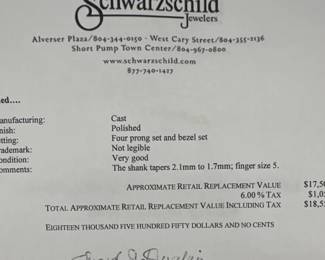 Schwarzschild
Jewelers
Alverser Plaza/804-344-0150 · West Cary Street/804-355-2136
Short Pump Town Center/804-967-0800
www.schwarzschild.com
877-740-1427
ed....
anufacturing: Cast
nish: Polished
tting: Four prong set and bezel set
ademark: Not legible
ondition: Very good
omments: The shank tapers 2.1mm to 1.7mm; finger size 5.
Approximate Retail Replacement Value $17,50
6.00 % Tax $1,05
Total Approximate Retail Replacement Value Including Tax $18,5
Eighteen thousand five hundred fifty dollars and no cents